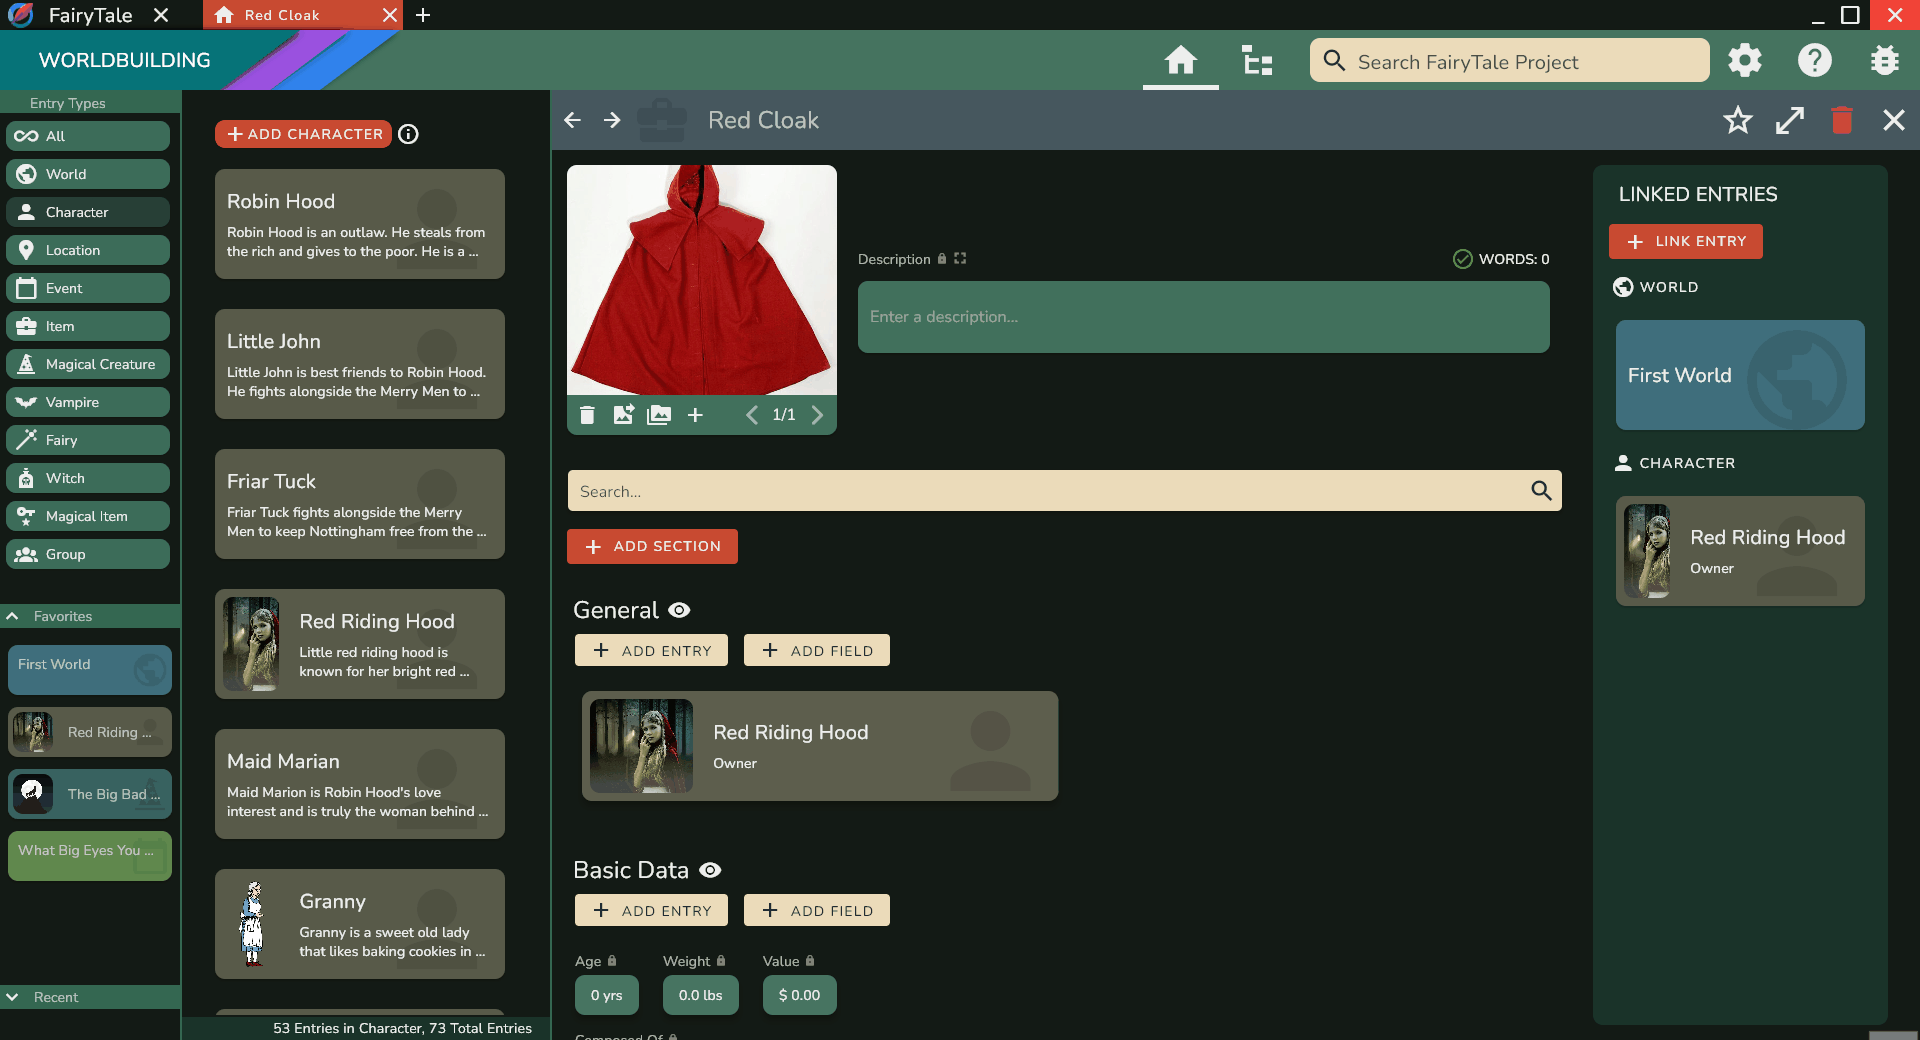 FairyTale
Red Cloak
WORLDBUILDING
Search FairyTale Project
Entry Types
All
World
Character
Location
Event
Item
Magical Creature
Vampire
Fairy
Witch
Magical Item
Group
Favorites
First World
Red Riding ...
The Big Bad ...
What Big Eyes You ...
Recent
ADD CHARACTER
Robin Hood
Robin Hood is an outlaw. He steals from
the rich and gives to the poor. He is a ...
Little John
Little John is best friends to Robin Hood.
He fights alongside the Merry Men to ...
Friar Tuck
Friar Tuck fights alongside the Merry
Men to keep Nottingham free from the ...
Red Riding Hood
Little red riding hood is
known for her bright red ...
Maid Marian
Maid Marion is Robin Hood's love
interest and is truly the woman behind ...
Granny
Granny is a sweet old lady
that likes baking cookies in ...
53 Entries in Character, 73 Total Entries
Red Cloak
1/1
Description
WORDS: 0
Enter a description...
Search...
ADD SECTION
General
ADD ENTRY
ADD FIELD
Red Riding Hood
Owner
Basic Data
ADD ENTRY
ADD FIELD
Age
Weight
Value
0 yrs
0.0 lbs
$ 0.00
Composed Of
LINKED ENTRIES
LINK ENTRY
WORLD
First World
CHARACTER
Red Riding Hood
Owner